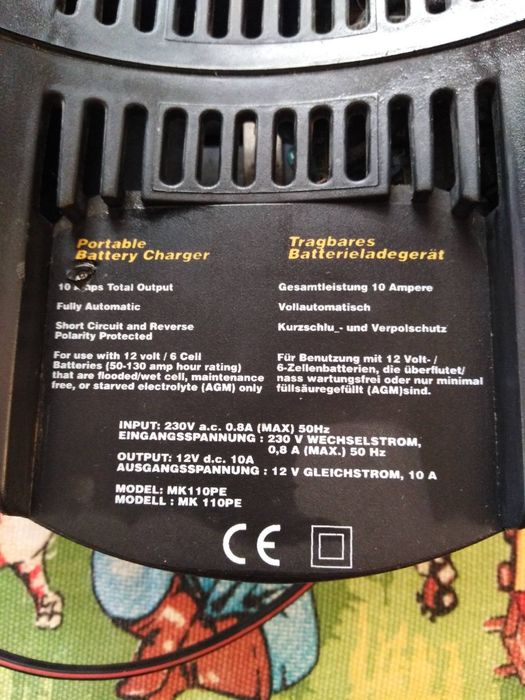 Portable
Battery Charger
10 Amps Total Output
Fully Automatic
Short Circuit and Reverse
Polarity Protected
For use with 12 volt / 6 Cell
Batteries (50-130 amp hour rating)
that are flooded/wet cell, maintenance
free, or starved electrolyte (AGM) only
Tragbares
Batterieladegerät
Gesamtleistung 10 Ampere
Vollautomatisch
Kurzschlu_- und Verpolschutz
Für Benutzung mit 12 Volt- /
6-Zellenbatterien, die überflutet/
nass wartungsfrei oder nur minimal
füllsäuregefüllt (AGM)sind.
INPUT: 230V a.c. 0.8A (MAX) 50Hz
EINGANGSSPANNUNG : 230 V WECHSELSTROM,
0,8 A (MAX.) 50 Hz
OUTPUT: 12V d.c. 10A
AUSGANGSSPANNUNG : 12 V GLEICHSTROM, 10 A
MODEL: MK110PE
MODELL: MK 110PE
CE